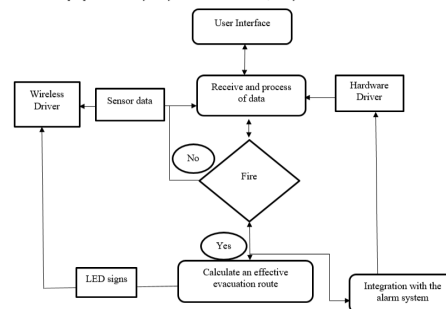 User Interface
Wireless
Driver
Sensor data
Receive and process
of data
Hardware
Driver
No
Fire
Yes
LED signs
Calculate an effective
evacuation route
Integration with the
alarm system